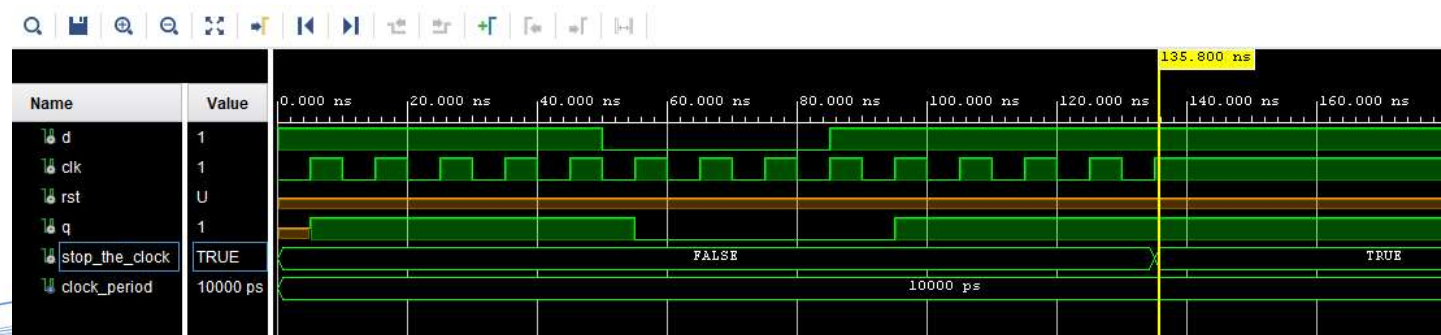 135.800 ns
Name Value 0.000 ns 20.000 ns 40.000 ns 60.000 ns 80.000 ns 100.000 ns 120.000 ns 140.000 ns 160.000 ns
d 1
clk 1
rst U
q 1
stop_the_clock TRUE FALSE TRUE
clock_period 10000 ps 10000 ps